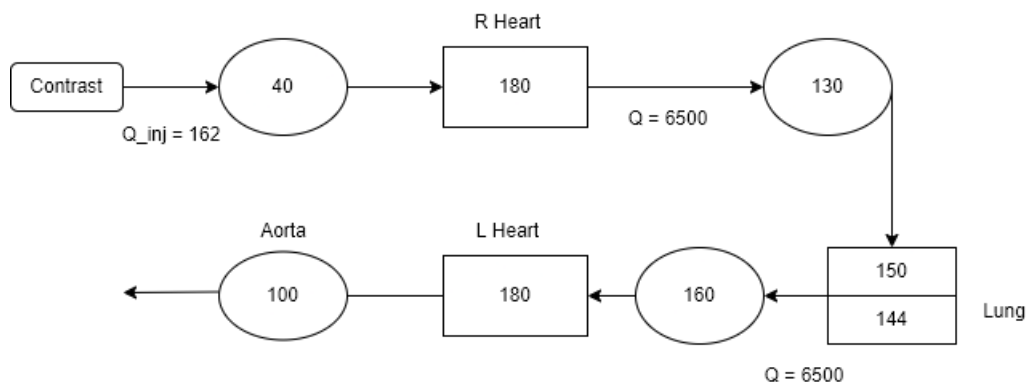 R Heart
Contrast
40
180
130
Q_inj = 162
Q = 6500
Aorta
L Heart
100
180
160
150
144
Lung
Q = 6500